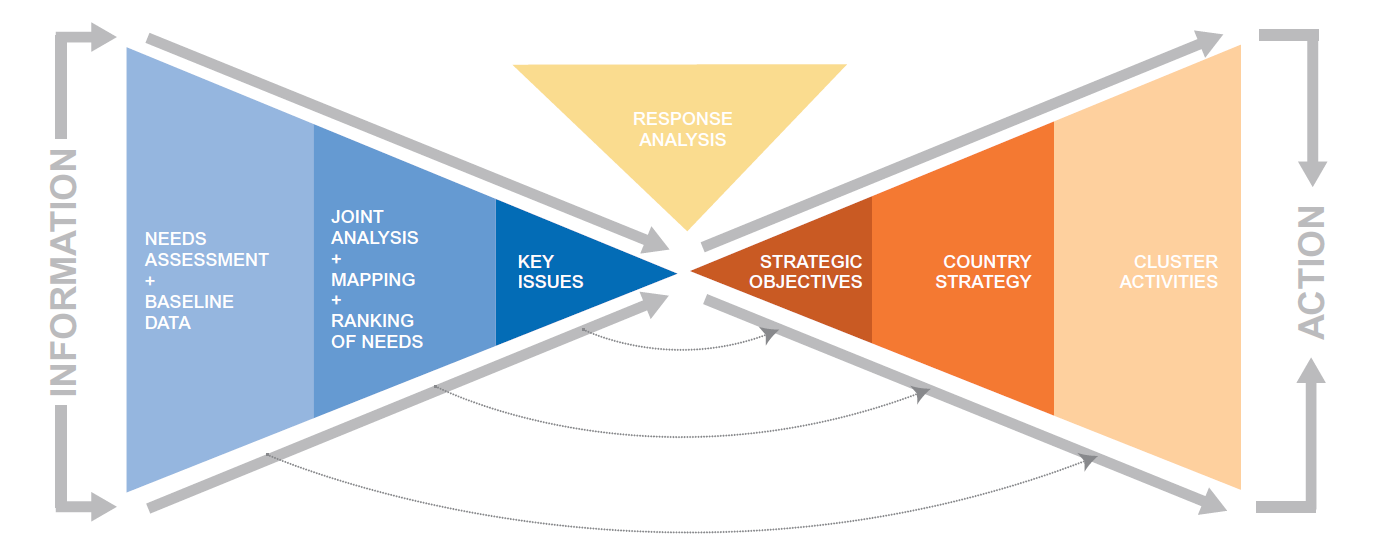 INFORMATION
NEEDS
ASSESSMENT
+
BASELINE
DATA
JOINT
ANALYSIS
+
MAPPING
+
RANKING
OF NEEDS
KEY
ISSUES
RESPONSE
ANALYSIS
STRATEGIC
OBJECTIVES
COUNTRY
STRATEGY
CLUSTER
ACTIVITIES
ACTION